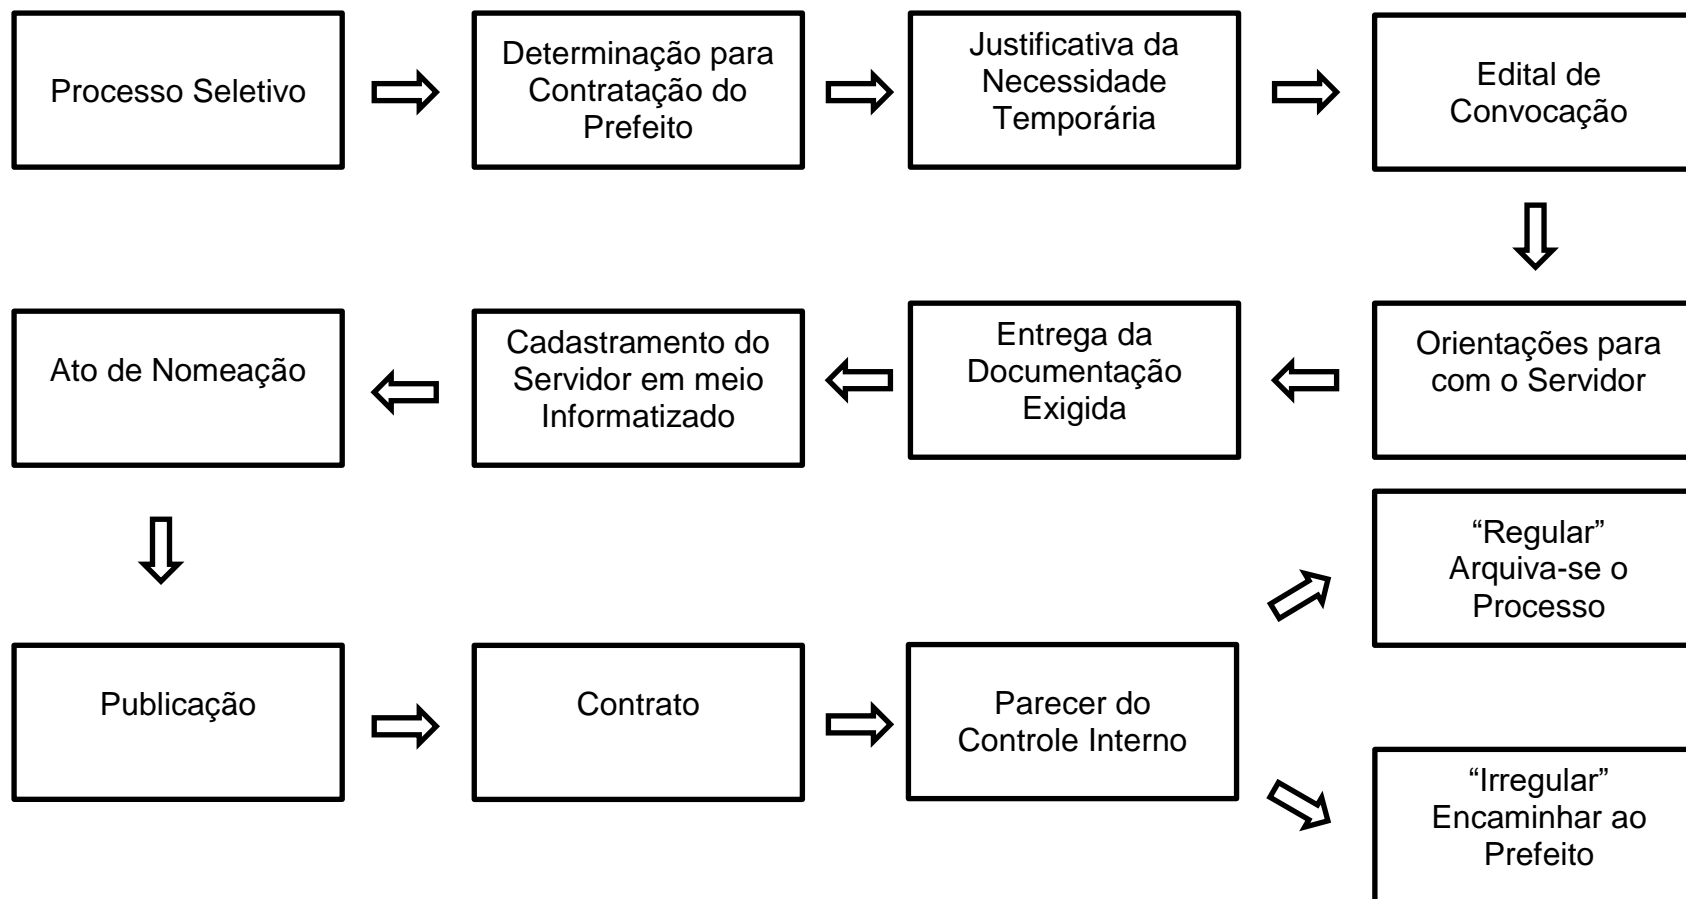 Processo Seletivo
Determinação para
Contratação do
Prefeito
Justificativa da
Necessidade
Temporária
Edital de
Convocação
Orientações para
com o Servidor
Entrega da
Documentação
Exigida
Cadastramento do
Servidor em meio
Informatizado
Ato de Nomeação
Publicação
Contrato
Parecer do
Controle Interno
“Regular”
Arquiva-se o
Processo
“Irregular”
Encaminhar ao
Prefeito